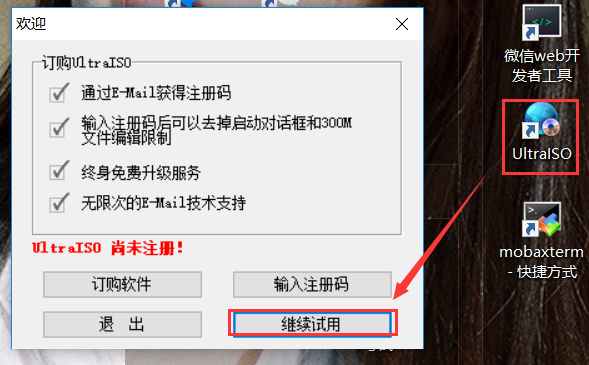 欢迎
订购UltraISO
通过E-Mail获得注册码
输入注册码后可以去掉启动对话框和300M
文件编辑限制
终身免费升级服务
无限次的E-Mail技术支持
UltraISO 尚未注册！
订购软件
输入注册码
退 出
继续试用
微信web开
发者工具
UltraISO
mobaxterm
- 快捷方式